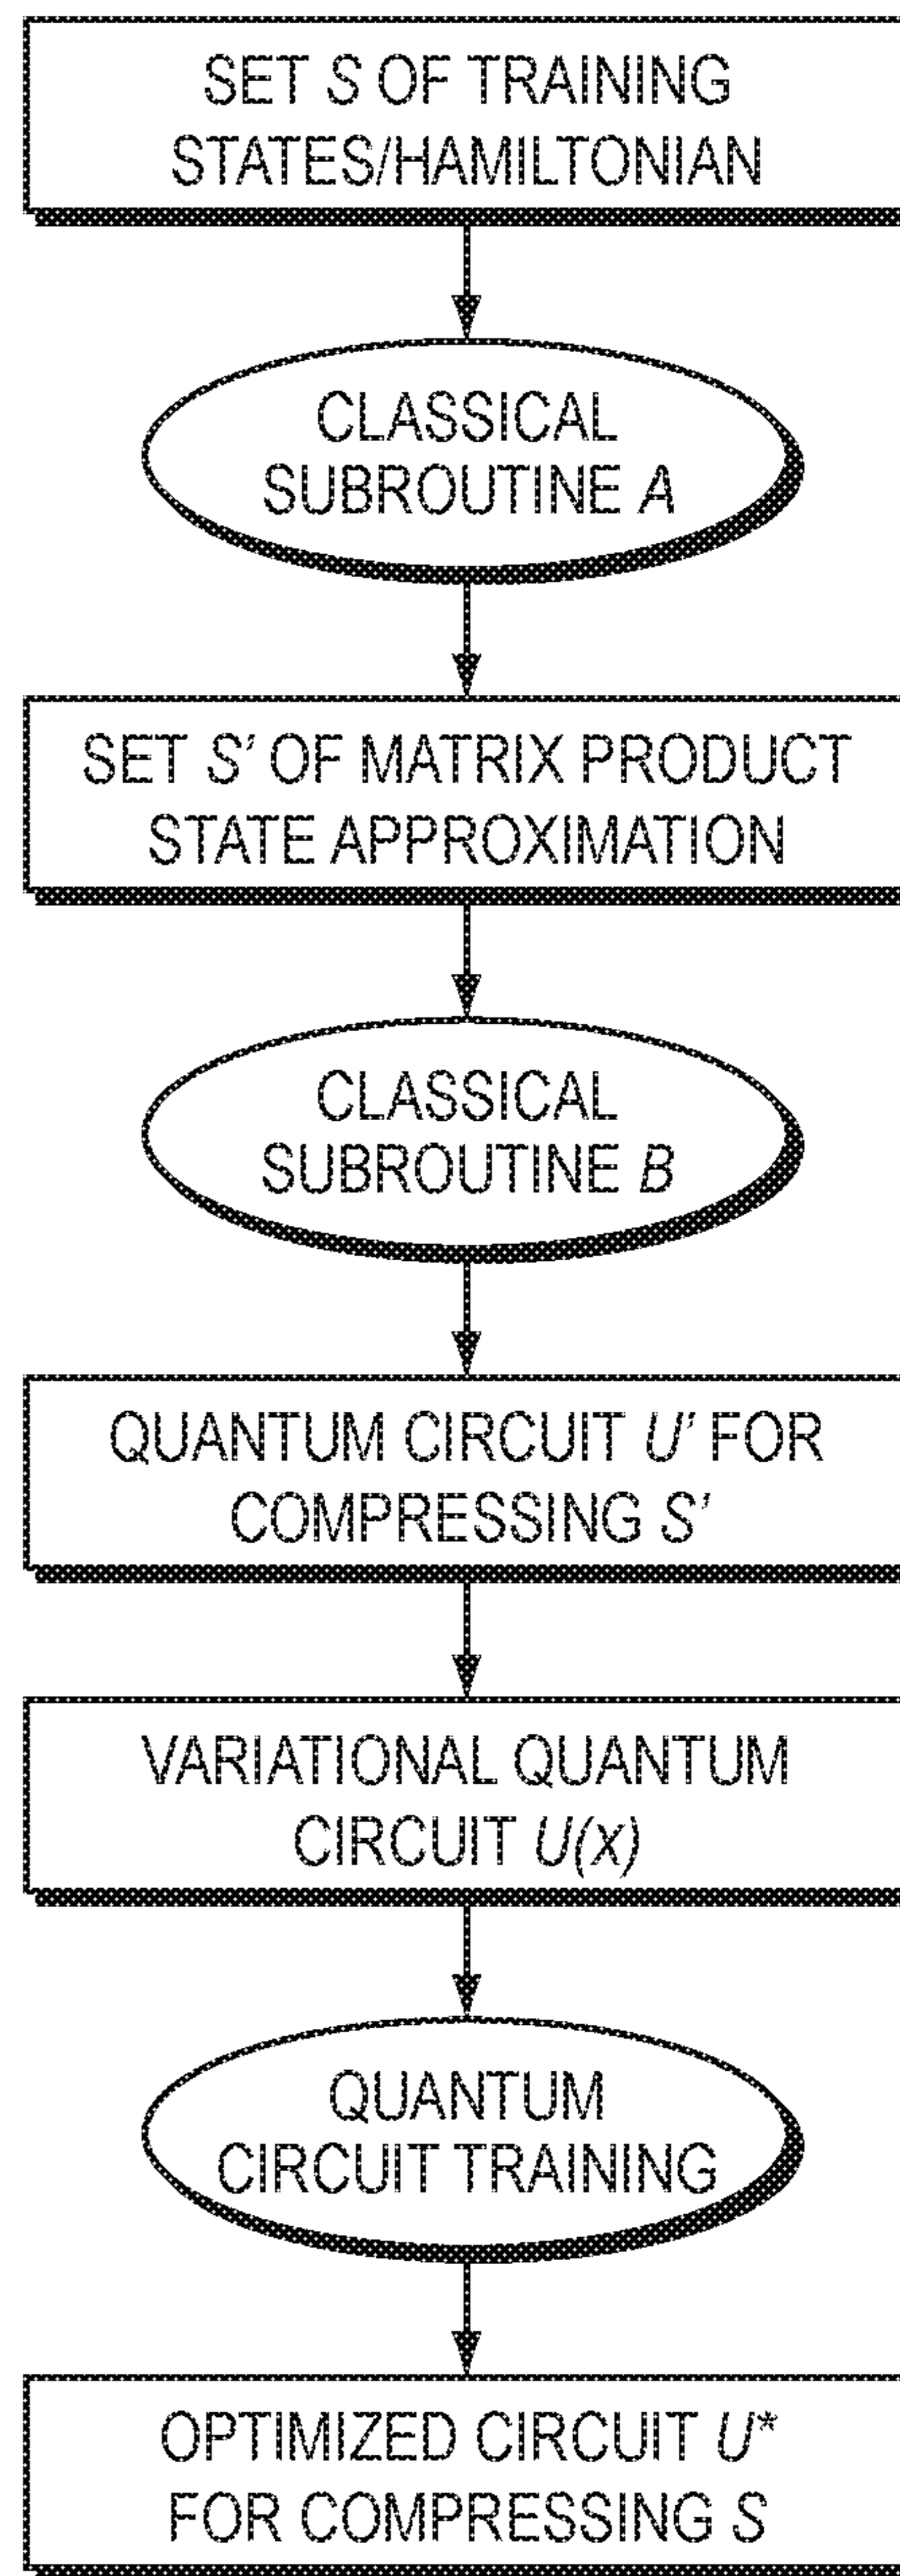 SET S OF TRAINING
STATES/HAMILTONIAN
CLASSICAL
SUBROUTINE A
SET S' OF MATRIX PRODUCT
STATE APPROXIMATION
CLASSICAL
SUBROUTINE B
QUANTUM CIRCUIT U' FOR
COMPRESSING S'
VARIATIONAL QUANTUM
CIRCUIT U(x)
QUANTUM
CIRCUIT TRAINING
OPTIMIZED CIRCUIT U*
FOR COMPRESSING S